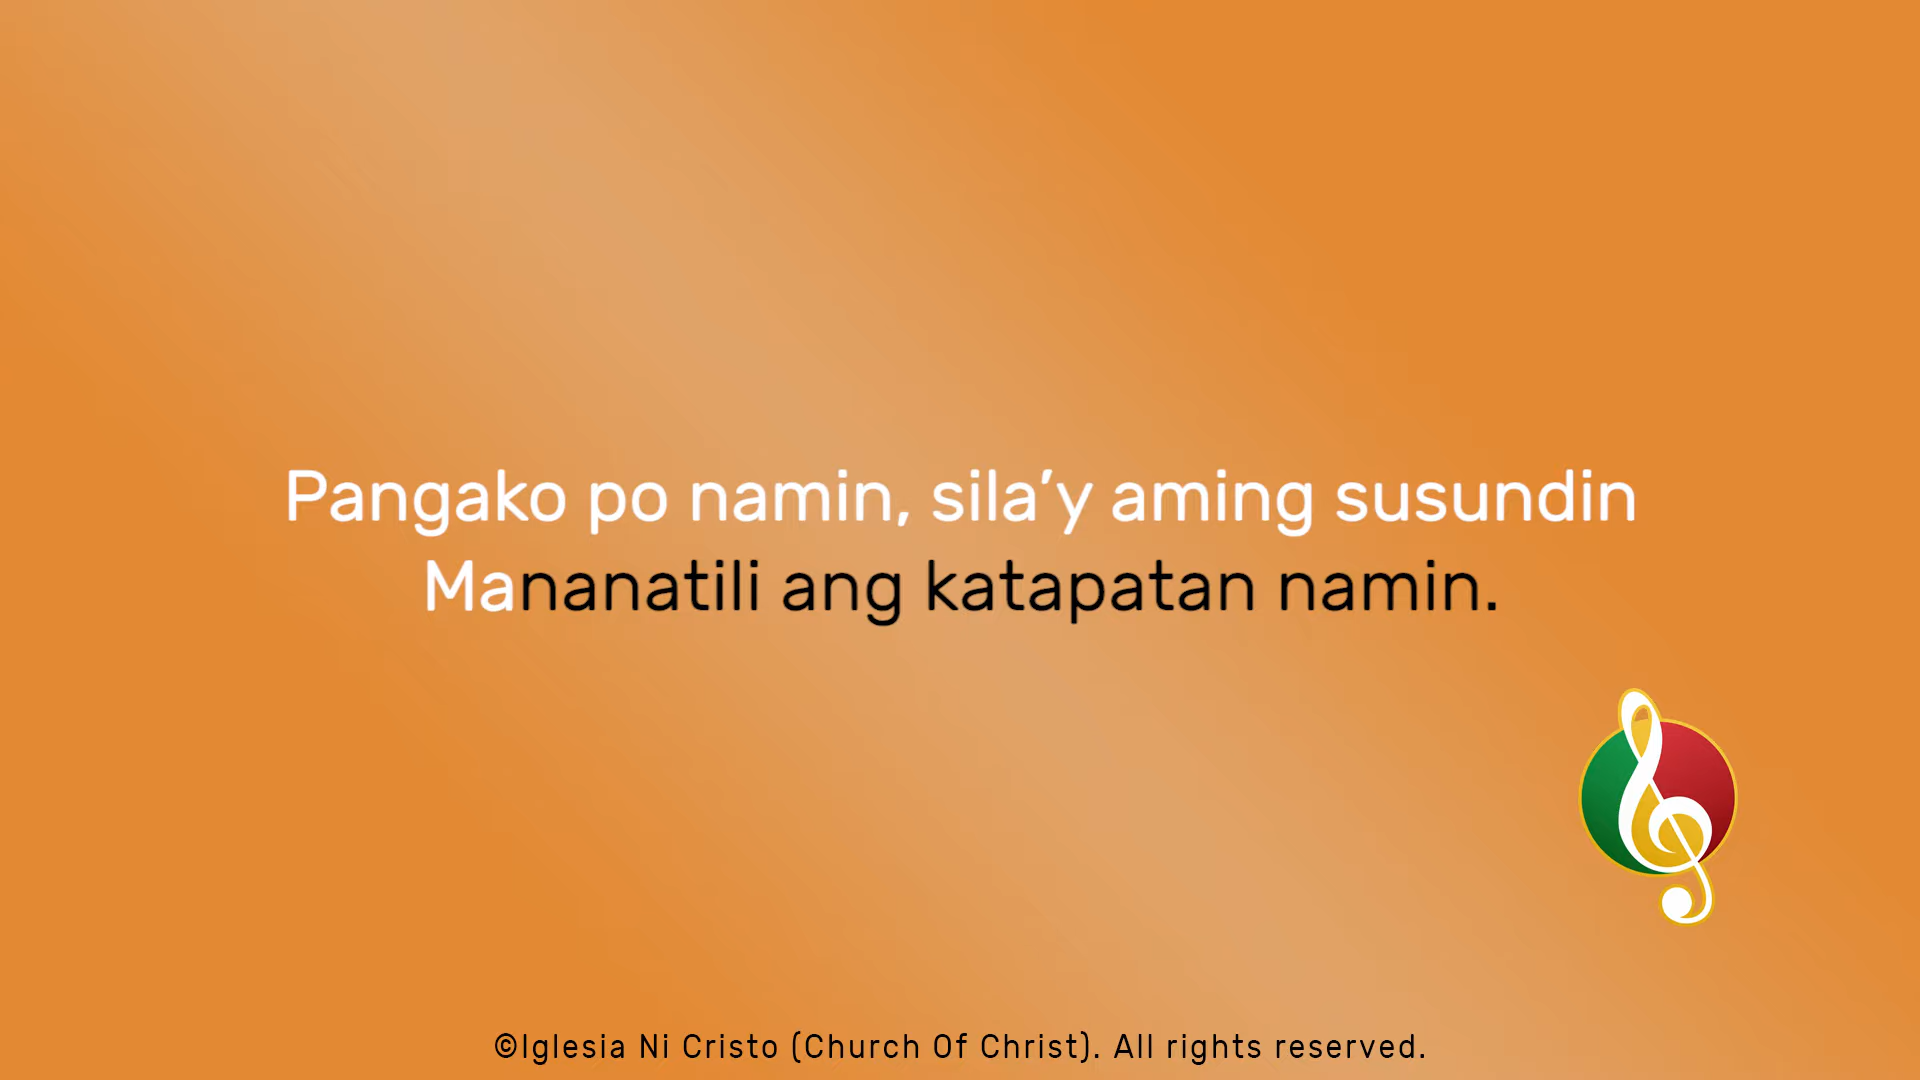 Pangako po namin, sila’y aming susundin
Mananatili ang katapatan namin.
©Iglesia Ni Cristo (Church Of Christ). All rights reserved.